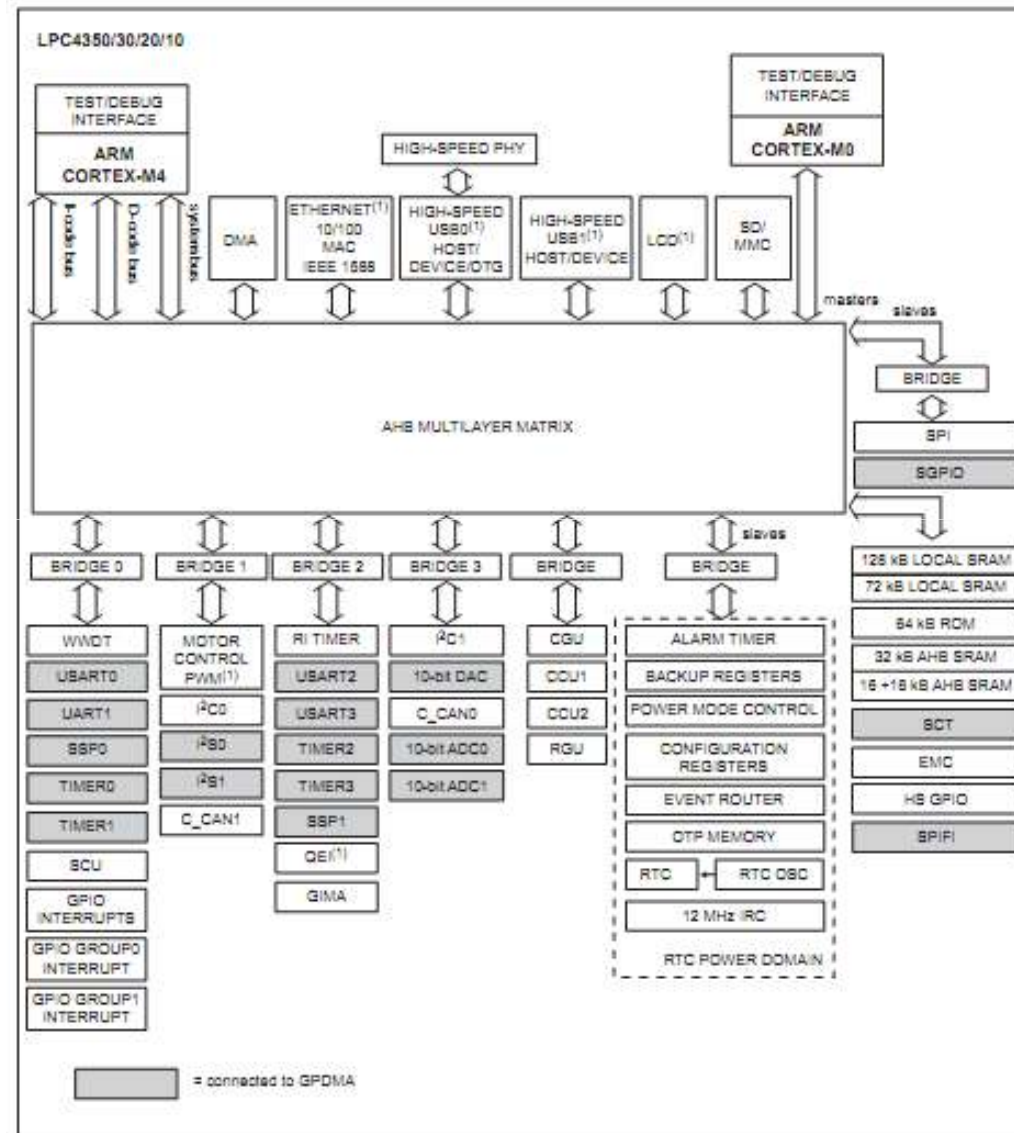 LPC4350/30/20/10
TEST/DEBUG
INTERFACE
ARM
CORTEX-M4
TEST/DEBUG
INTERFACE
ARM
CORTEX-M0
HIGH-SPEED PHY
I-code bus
D-code bus
system bus
DMA
ETHERNET(1)
10/100
MAC
IEEE 1588
HIGH-SPEED
USB0(1)
HOST/
DEVICE/OTG
HIGH-SPEED
USB1(1)
HOST/DEVICE
LCD(1)
SD/
MMC
masters
slaves
BRIDGE
SPI
SGPIO
AHB MULTILAYER MATRIX
slaves
BRIDGE 0
BRIDGE 1
BRIDGE 2
BRIDGE 3
BRIDGE
BRIDGE
128 kB LOCAL SRAM
72 kB LOCAL SRAM
64 kB ROM
32 kB AHB SRAM
16 +16 kB AHB SRAM
SCT
EMC
HS GPIO
SPIFI
WWDT
USART0
UART1
SSP0
TIMER0
TIMER1
SCU
GPIO
INTERRUPTS
GPIO GROUP0
INTERRUPT
GPIO GROUP1
INTERRUPT
MOTOR
CONTROL
PWM(1)
I2C0
I2S0
I2S1
C_CAN1
RI TIMER
USART2
USART3
TIMER2
TIMER3
SSP1
QEI(1)
GIMA
I2C1
10-bit DAC
C_CAN0
10-bit ADC0
10-bit ADC1
CGU
CCU1
CCU2
RGU
ALARM TIMER
BACKUP REGISTERS
POWER MODE CONTROL
CONFIGURATION
REGISTERS
EVENT ROUTER
OTP MEMORY
RTC
RTC OSC
12 MHz IRC
RTC POWER DOMAIN
= connected to GPDMA